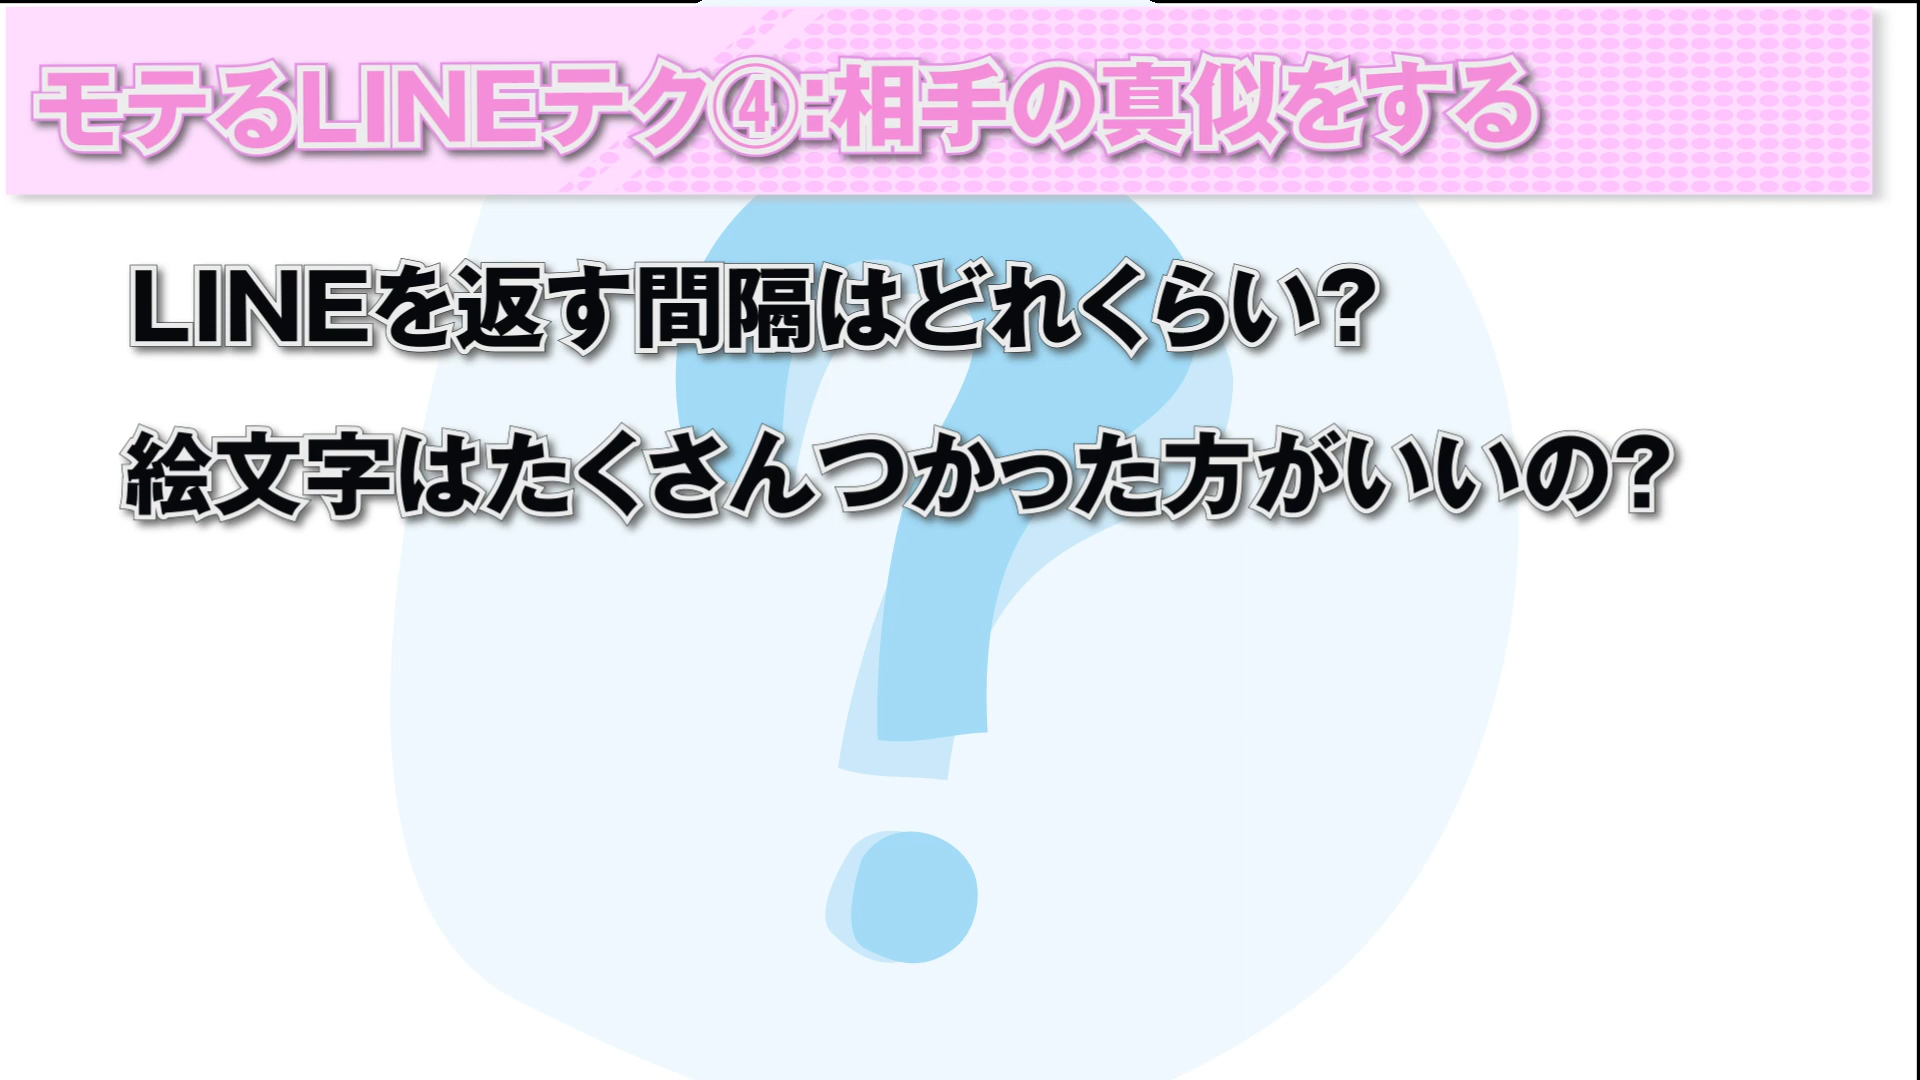 モテるLINEテク④:相手の真似をする
LINEを返す間隔はどれくらい?
絵文字はたくさんつかった方がいいの?